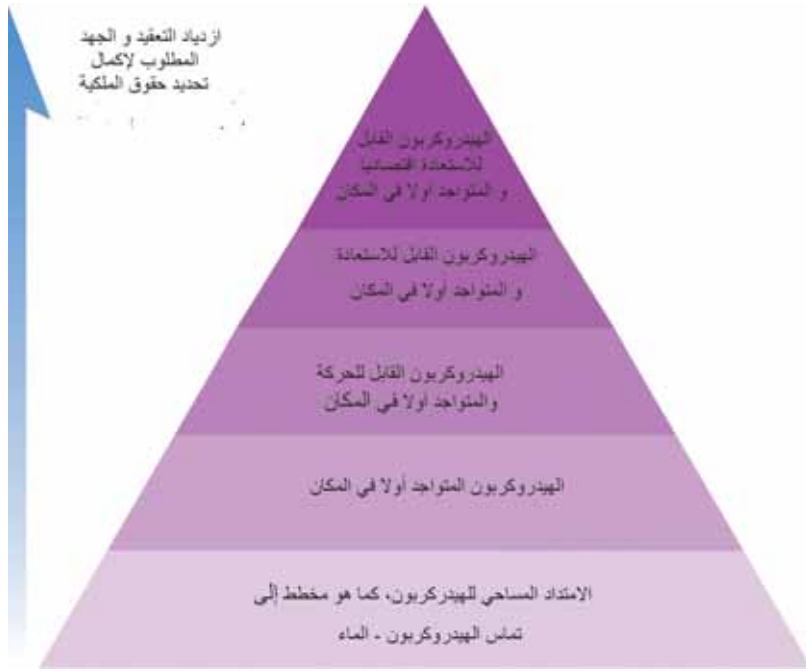 ازدياد التعقيد و الجهد
المطلوب لإكمال
تحديد حقوق الملكية
الهيدروكربون القابل
للاستعادة اقتصاديا
و المتواجد اولا في المكان
الهيدروكربون القابل للاستعادة
و المتواجد أولا في المكان
الهيدروكربون القابل للحركة
والمتواجد اولا في المكان
الهيدروكربون المتواجد أولا في المكان
الامتداد المساحي للهيدركربون، كما هو مخطط إلى
تماس الهيدروكربون - الماء